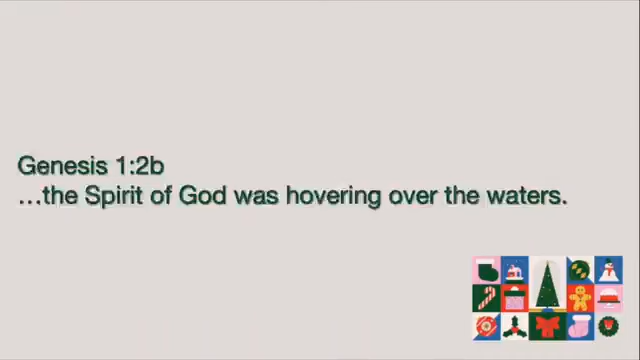 Genesis 1:2b
…the Spirit of God was hovering over the waters.